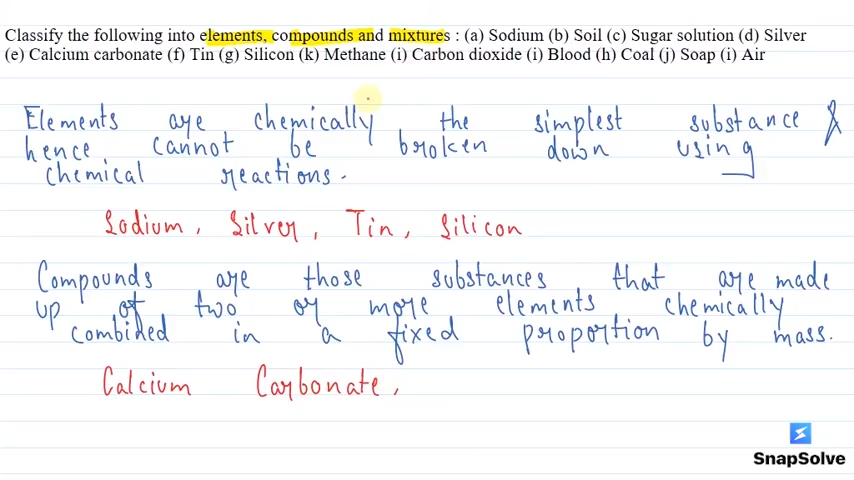 Classify the following into elements, compounds and mixtures : (a) Sodium (b) Soil (c) Sugar solution (d) Silver
(e) Calcium carbonate (f) Tin (g) Silicon (k) Methane (i) Carbon dioxide (i) Blood (h) Coal (j) Soap (i) Air
Elements are chemically the simplest substance &
hence cannot be broken down using
chemical reactions.
Sodium, Silver, Tin, Silicon
Compounds are those substances that are made
up of two or more elements chemically
combined in a fixed proportion by mass.
Calcium Carbonate,
SnapSolve